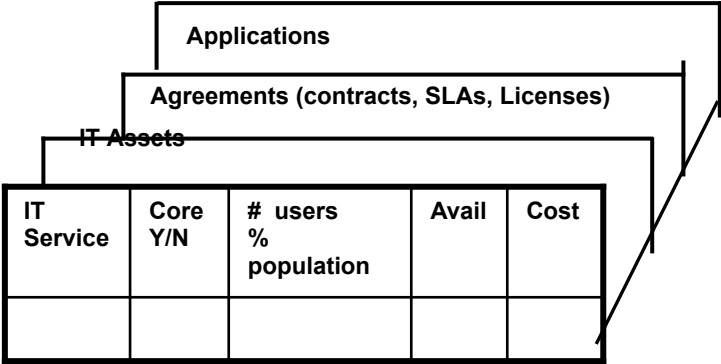 Applications
Agreements (contracts, SLAs, Licenses)
IT Assets
IT Service
Core Y/N
# users % population
Avail
Cost